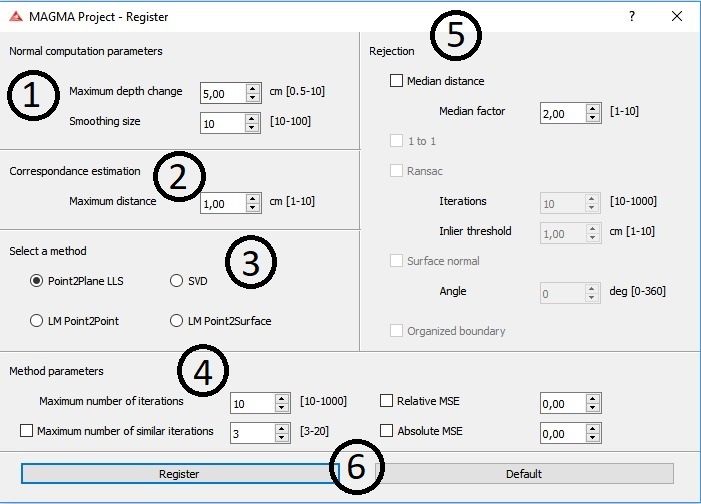 MAGMA Project - Register
?
Normal computation parameters
1
Maximum depth change 5,00 cm [0.5-10]
Smoothing size 10 [10-100]
Correspondance estimation
2
Maximum distance 1,00 cm [1-10]
Select a method
3
Point2Plane LLS SVD
LM Point2Point LM Point2Surface
Rejection
5
Median distance
Median factor 2,00 [1-10]
1 to 1
Ransac
Iterations 10 [10-1000]
Inlier threshold 1,00 cm [1-10]
Surface normal
Angle 0 deg [0-360]
Organized boundary
Method parameters
4
Maximum number of iterations 10 [10-1000] Relative MSE 0,00
Maximum number of similar iterations 3 [3-20] Absolute MSE 0,00
6
Register Default